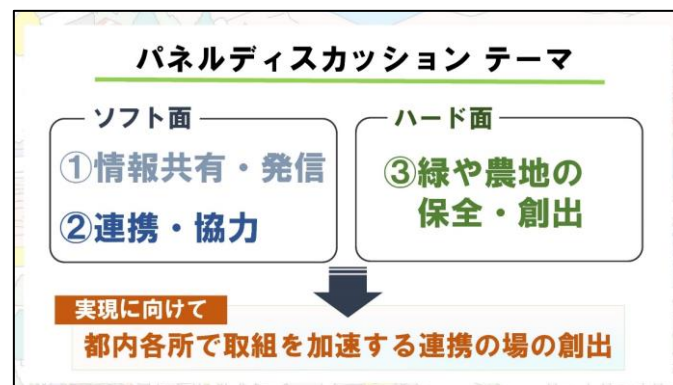 パネルディスカッション テーマ
ソフト面
①情報共有・発信
②連携・協力
ハード面
③緑や農地の
保全・創出
実現に向けて
都内各所で取組を加速する連携の場の創出